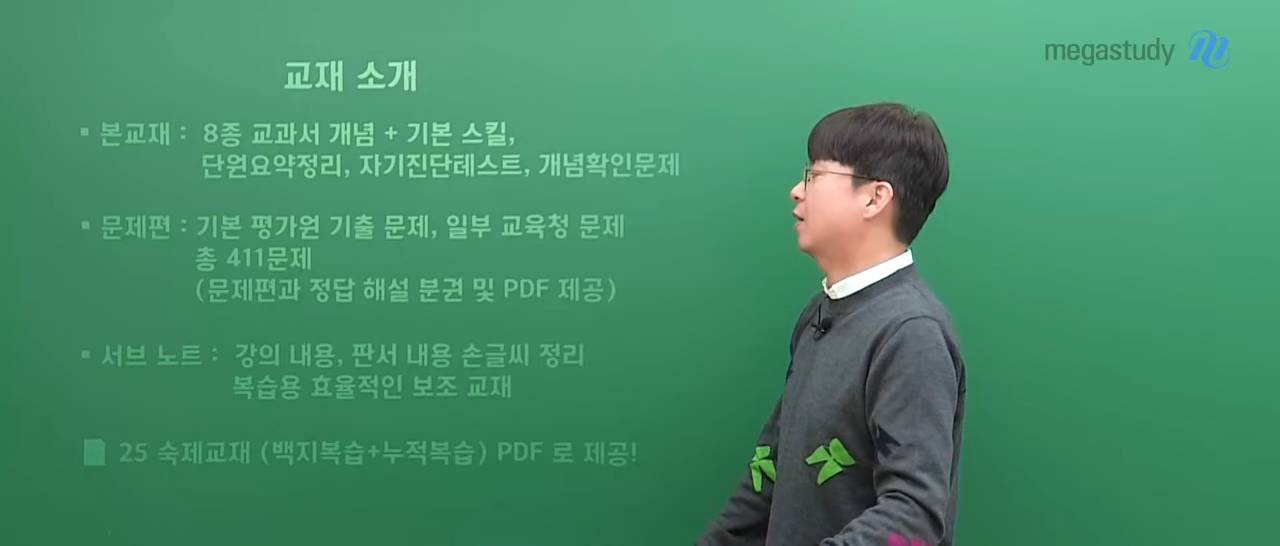 megastudy
교재 소개
▪ 본교재 : 8종 교과서 개념 + 기본 스킬,
단원요약정리, 자기진단테스트, 개념확인문제
▪ 문제편 : 기본 평가원 기출 문제, 일부 교육청 문제
총 411문제
(문제편과 정답 해설 분권 및 PDF 제공)
▪ 서브 노트 : 강의 내용, 판서 내용 손글씨 정리
복습용 효율적인 보조 교재
25 숙제교재 (백지복습+누적복습) PDF 로 제공!